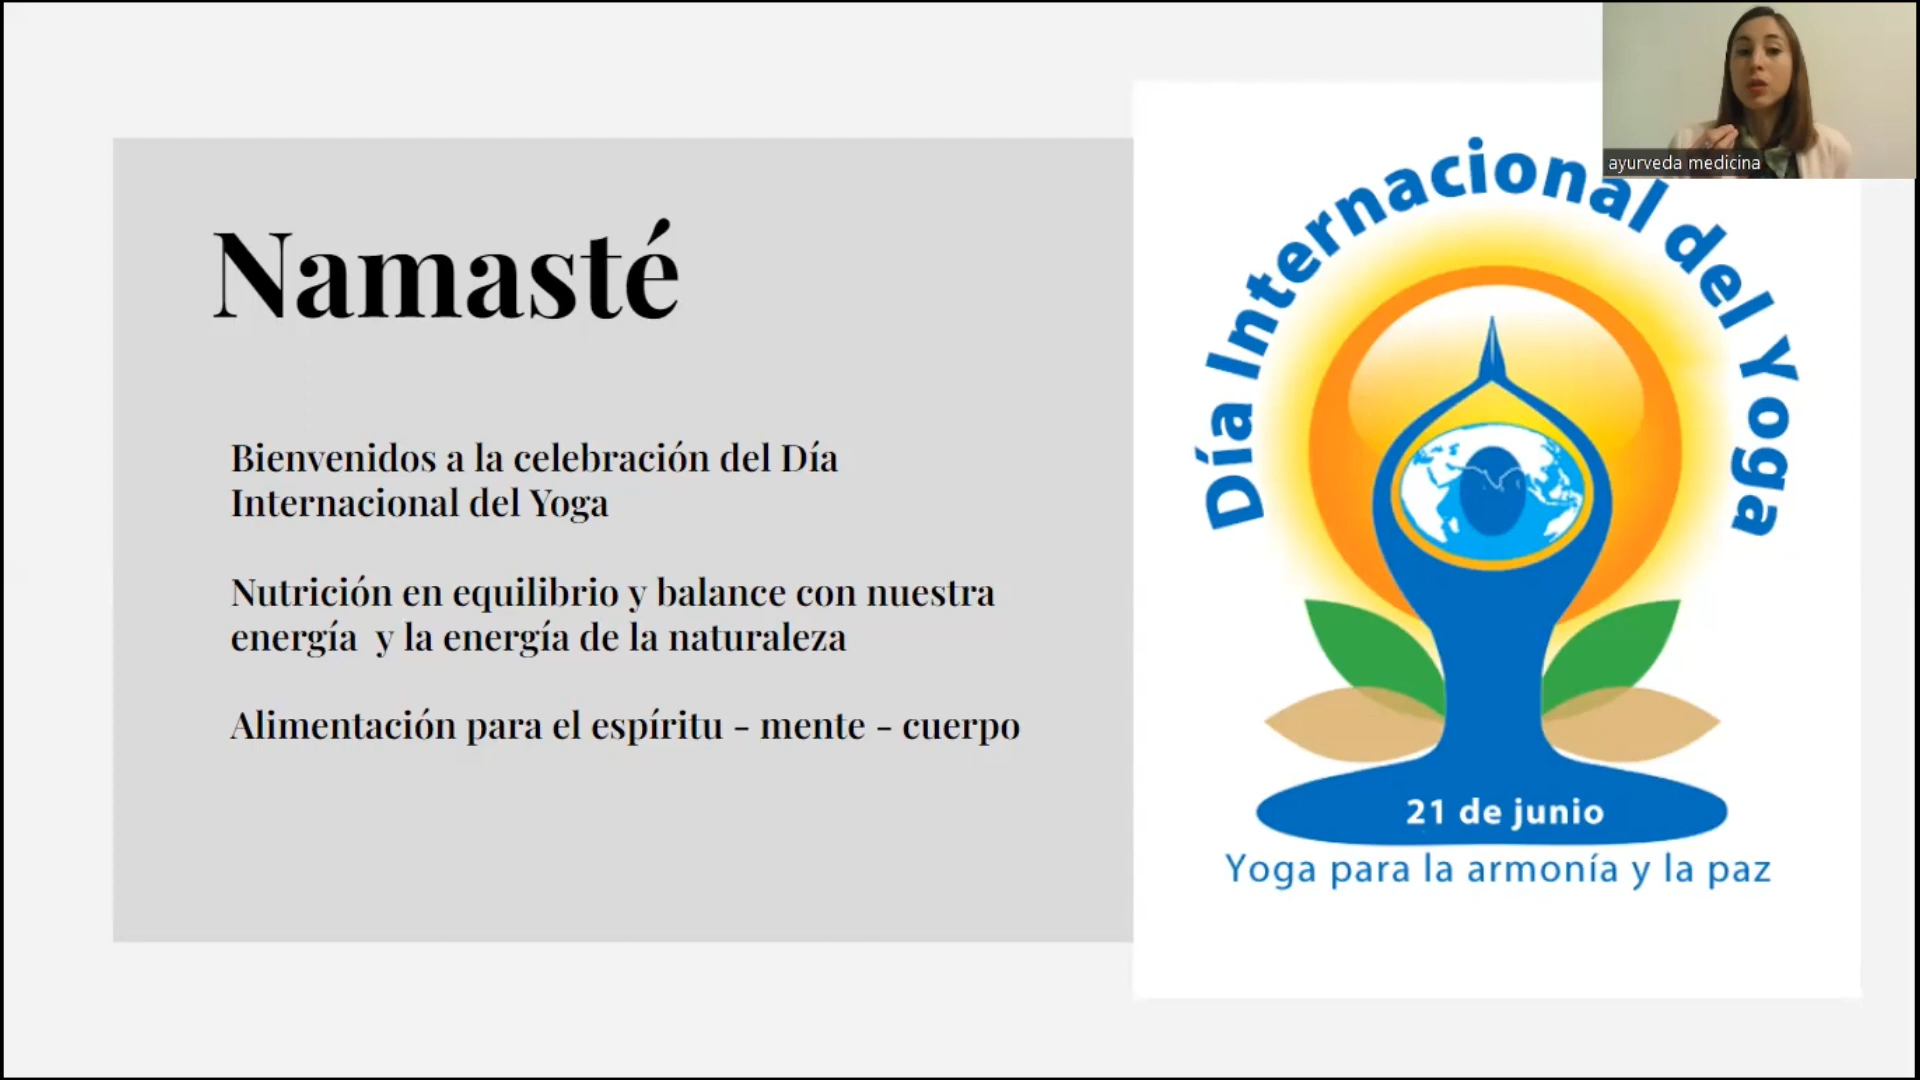 Namasté
Bienvenidos a la celebración del Día
Internacional del Yoga
Nutrición en equilibrio y balance con nuestra
energía  y la energía de la naturaleza
Alimentación para el espíritu - mente - cuerpo
ayurveda medicina
Día Internacional del Yoga
21 de junio
Yoga para la armonía y la paz